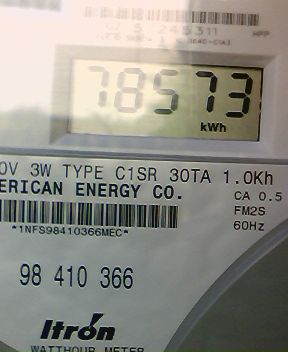 78573
kWh
0V 3W TYPE C1SR 30TA 1.0Kh
ERICAN ENERGY CO.
CA 0.5
FM2S
60Hz
*1NFS98410366MEC*
98 410 366
Itrón
WATTHOUR METER